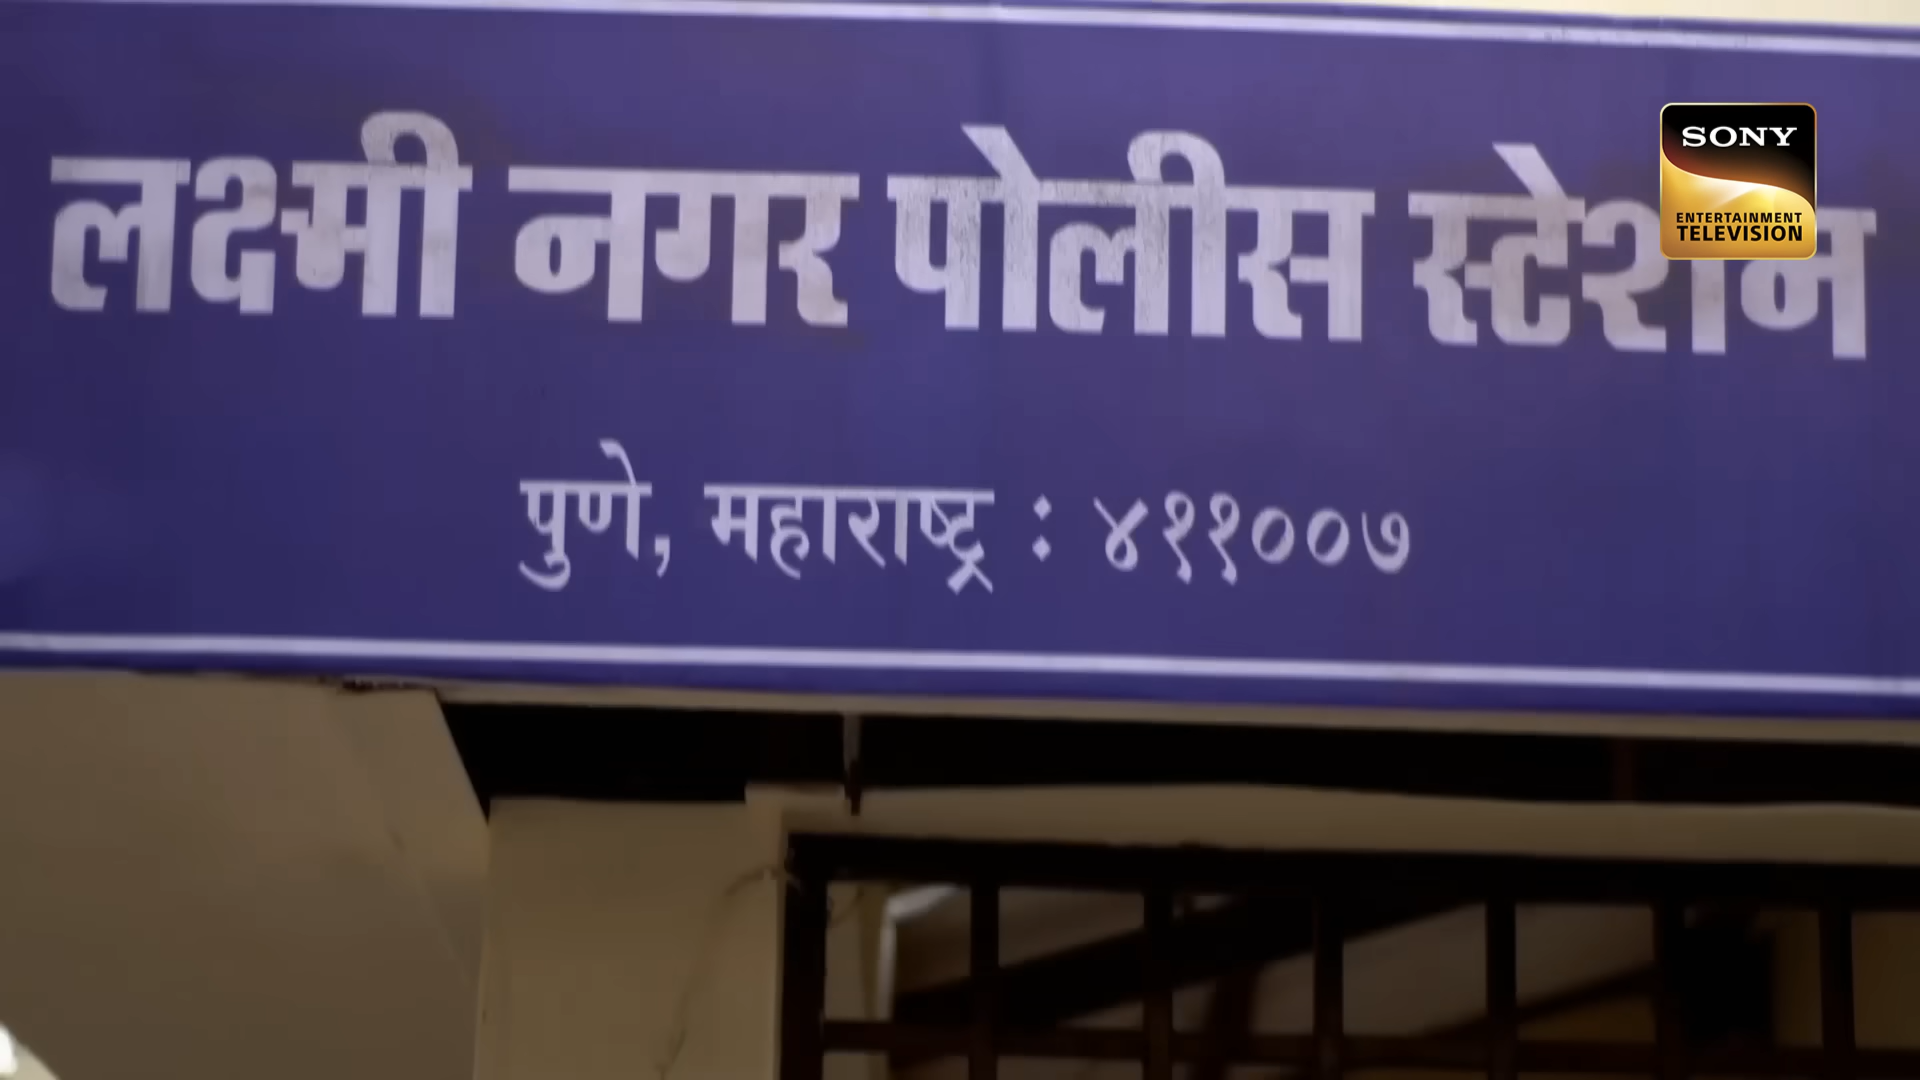 लक्ष्मी नगर पोलीस स्टेशन
SONY
ENTERTAINMENT
TELEVISION
पुणे, महाराष्ट्र : ४११००७